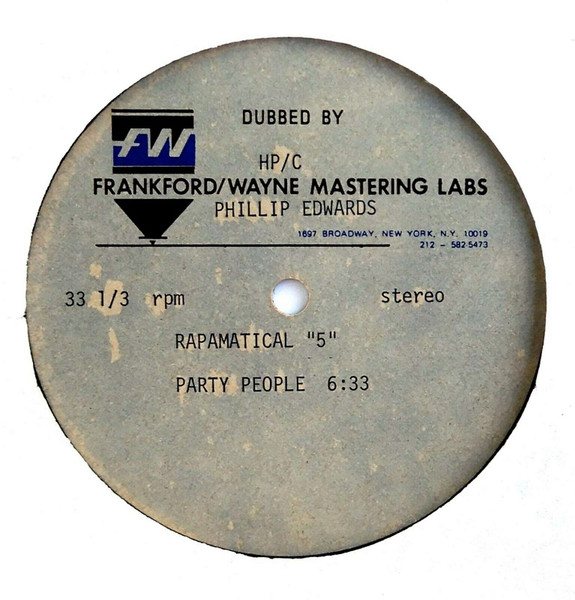 DUBBED BY
FW
HP/C
FRANKFORD/WAYNE MASTERING LABS
PHILLIP EDWARDS
1697 BROADWAY, NEW YORK, N.Y. 10019
212 - 582-5473
33 1/3 rpm stereo
RAPAMATICAL "5"
PARTY PEOPLE 6:33